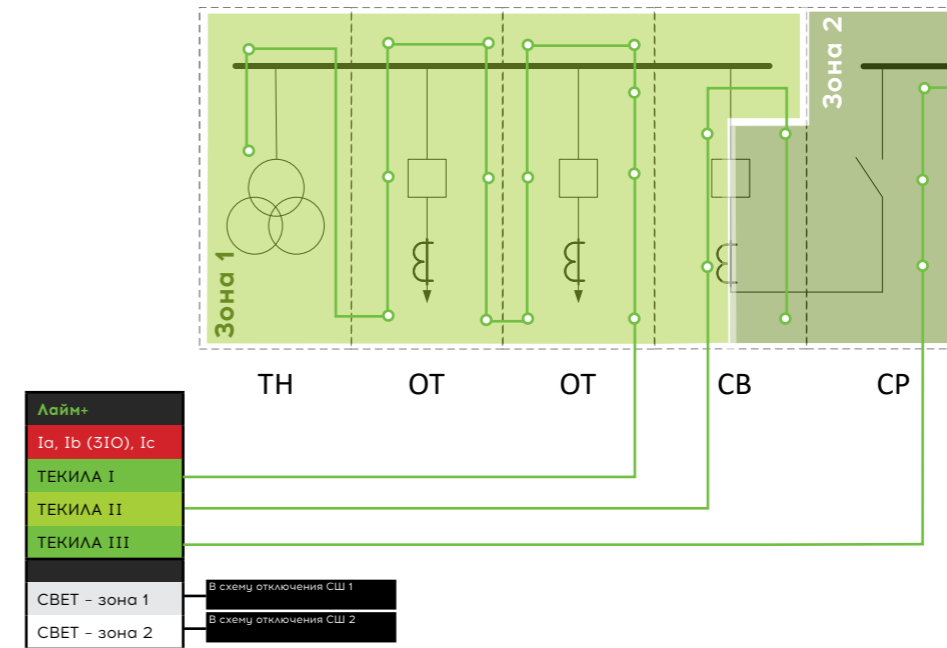 Зона 2
Зона 1
ТН ОТ ОТ СВ СР
Лайм+
Ia, Ib (3IO), Ic
ТЕКИЛА I
ТЕКИЛА II
ТЕКИЛА III
СВЕТ - зона 1
В схему отключения СШ 1
СВЕТ - зона 2
В схему отключения СШ 2